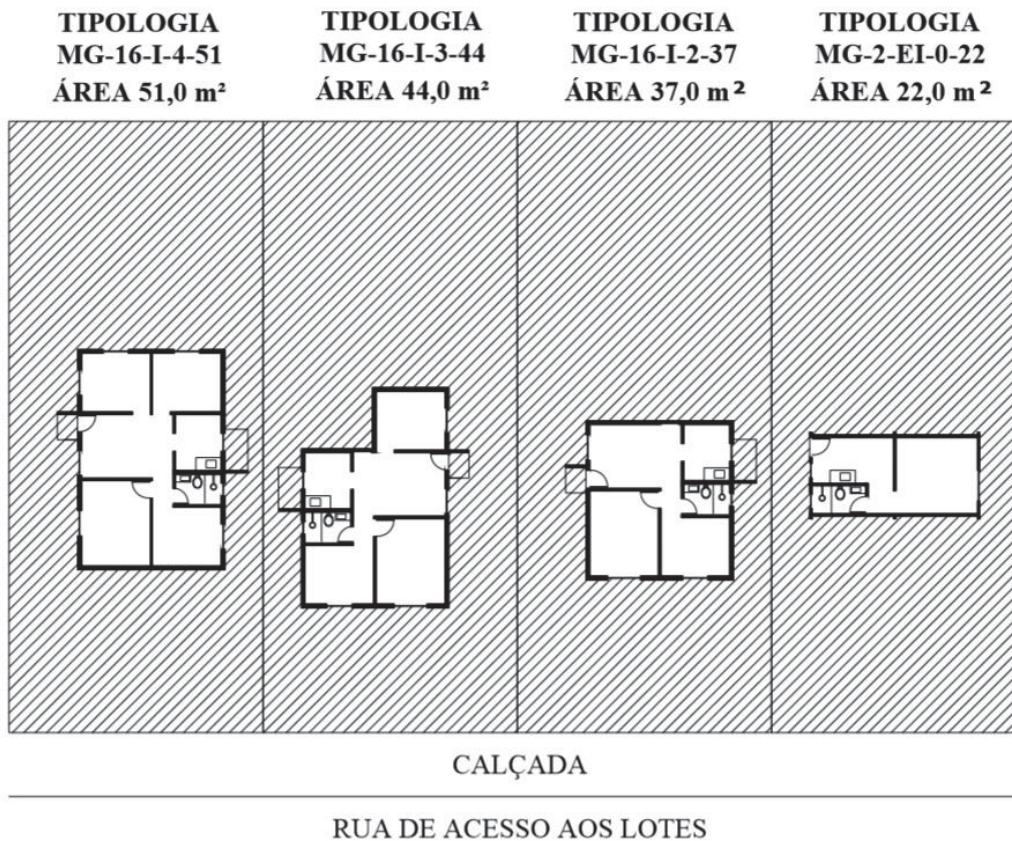 TIPOLOGIA
MG-16-I-4-51
ÁREA 51,0 m²
TIPOLOGIA
MG-16-I-3-44
ÁREA 44,0 m²
TIPOLOGIA
MG-16-I-2-37
ÁREA 37,0 m²
TIPOLOGIA
MG-2-EI-0-22
ÁREA 22,0 m²
CALÇADA
RUA DE ACESSO AOS LOTES